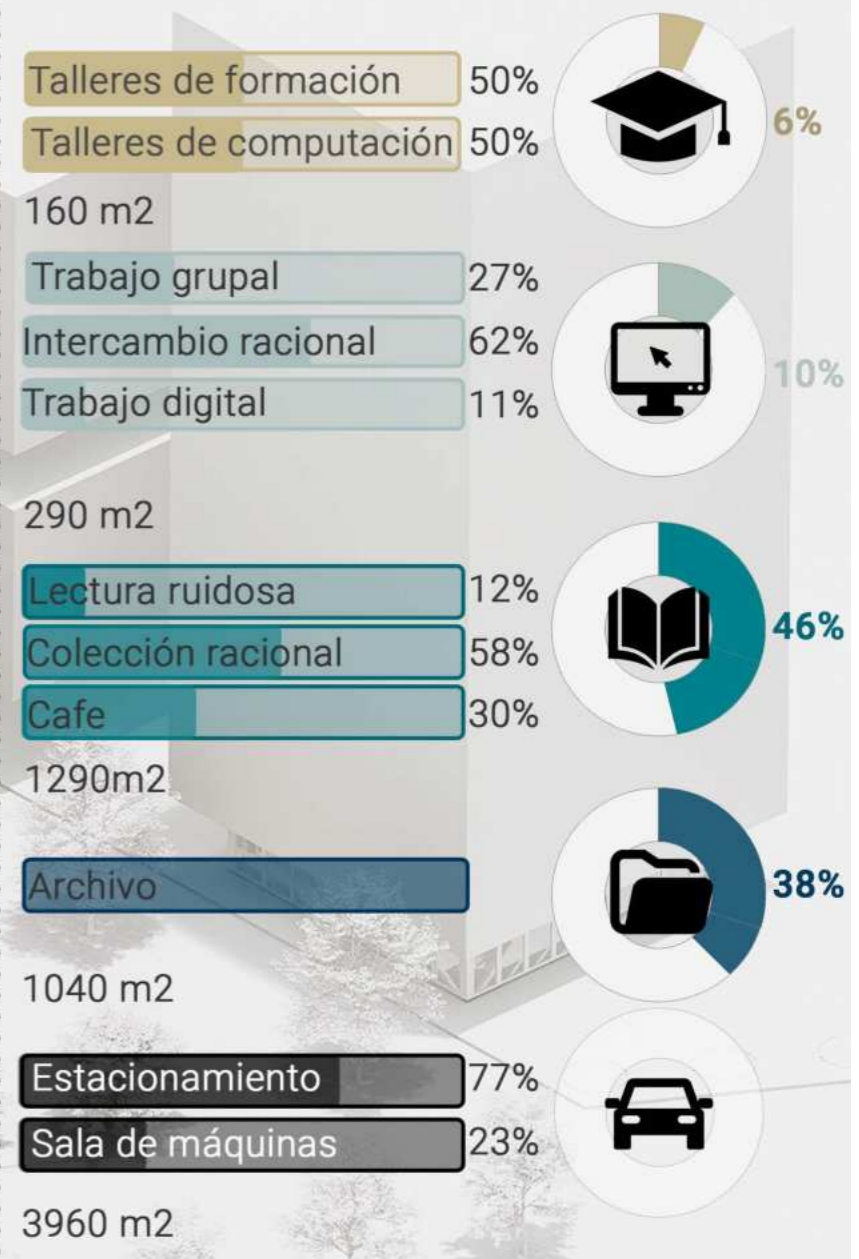 Talleres de formación 50%
Talleres de computación 50%
6%
160 m2
Trabajo grupal 27%
Intercambio racional 62%
Trabajo digital 11%
10%
290 m2
Lectura ruidosa 12%
Colección racional 58%
Cafe 30%
46%
1290m2
Archivo
38%
1040 m2
Estacionamiento 77%
Sala de máquinas 23%
3960 m2